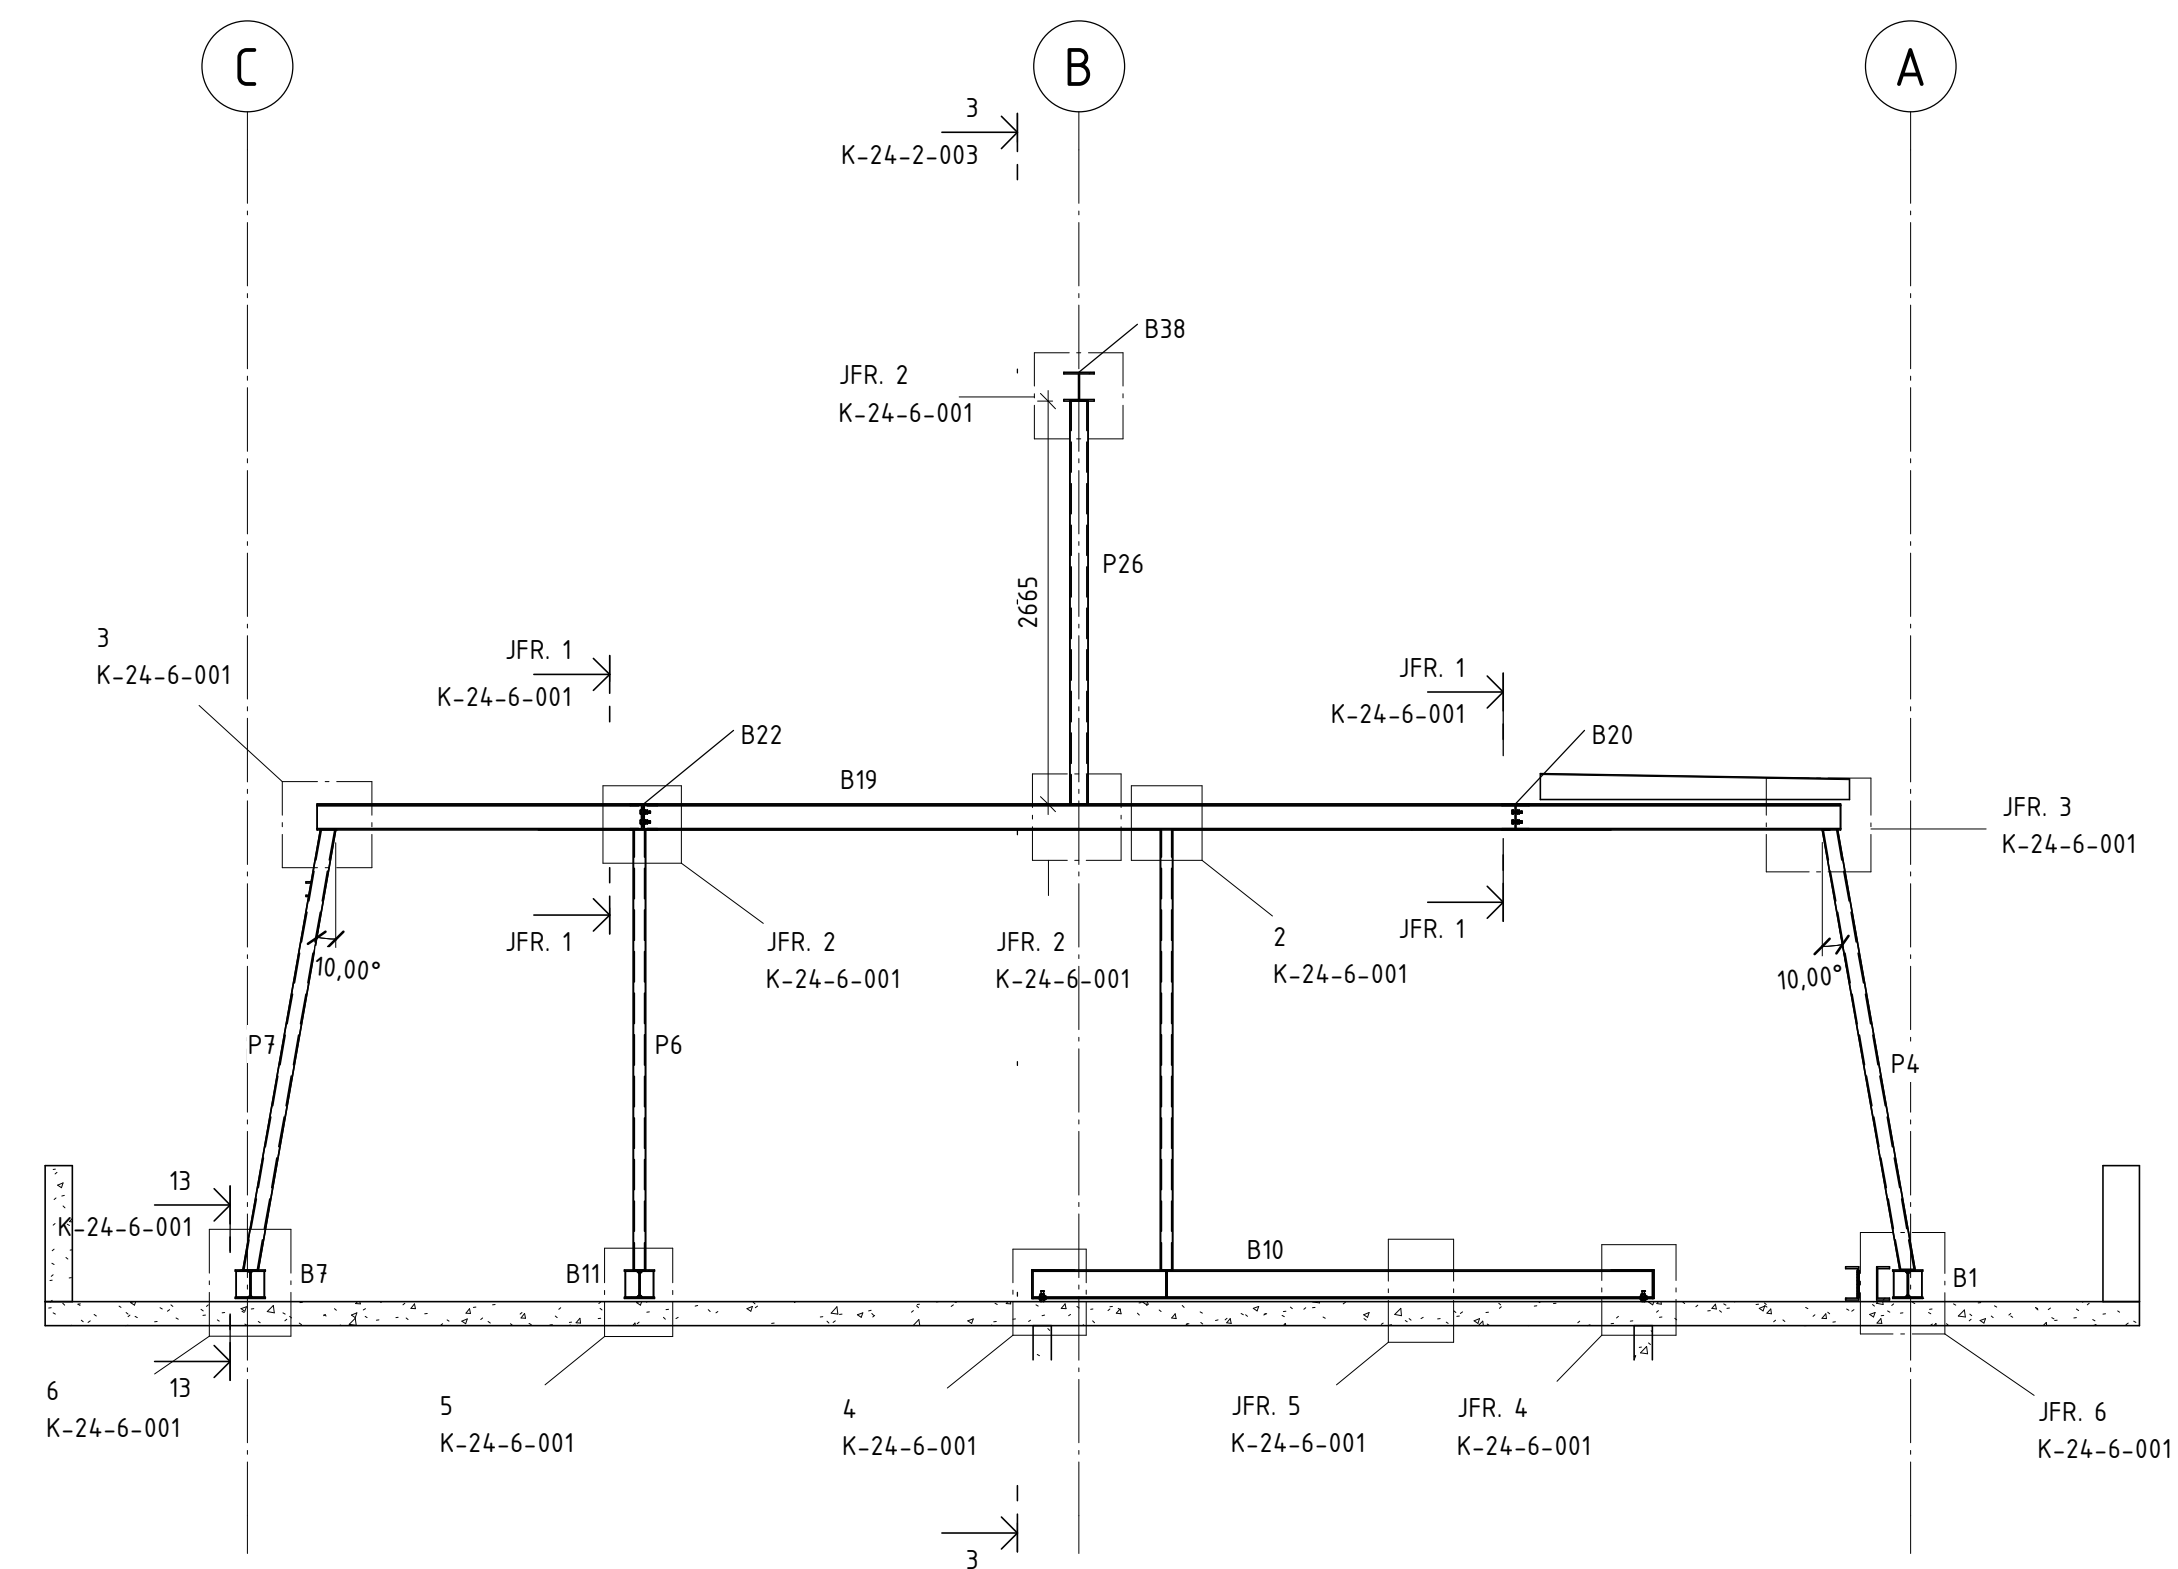 C
B
A
3
K-24-2-003
B38
JFR. 2
K-24-6-001
P26
2665
3
K-24-6-001
JFR. 1
K-24-6-001
JFR. 1
K-24-6-001
B22
B20
B19
JFR. 3
K-24-6-001
JFR. 1
JFR. 2
K-24-6-001
JFR. 2
K-24-6-001
2
K-24-6-001
JFR. 1
10,00°
10,00°
P7
P6
P4
13
K-24-6-001
B7
B11
B10
B1
13
6
K-24-6-001
5
K-24-6-001
4
K-24-6-001
JFR. 5
K-24-6-001
JFR. 4
K-24-6-001
JFR. 6
K-24-6-001
3